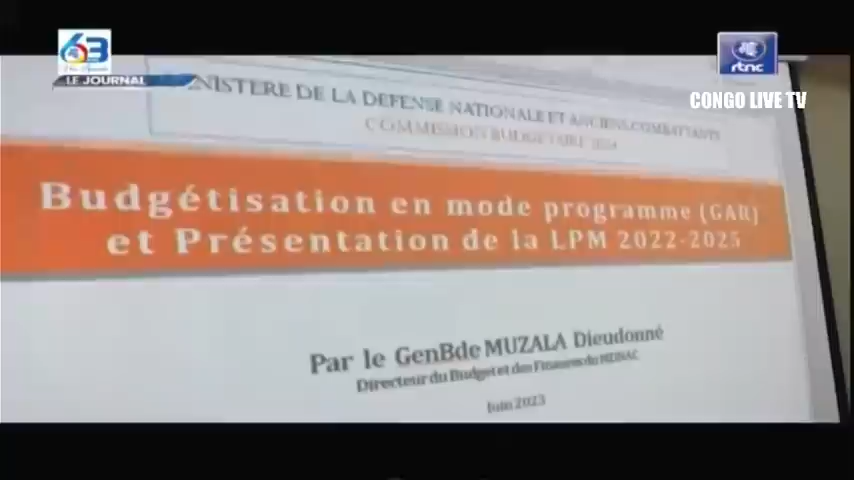 63
LE JOURNAL
rtnc
CONGO LIVE TV
NISTERE DE LA DEFENSE NATIONALE ET ANCIENS COMBATTANTS
COMMISSION BUDGETAIRE 2024
Budgétisation en mode programme (GAR)
et Présentation de la LPM 2022-2025
Par le GenBde MUZALA Dieudonné
Directeur du Budget et des Finances du
Juin 2023